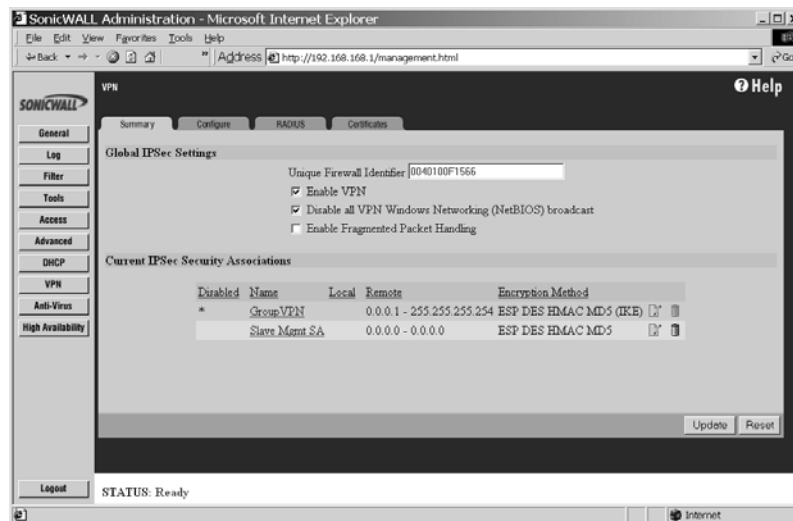 SonicWALL Administration - Microsoft Internet Explorer
File Edit View Favorites Tools Help
Back
Address http://192.168.168.1/management.html
Go
SONICWALL
VPN
Help
Summary Configure RADIUS Certificates
General
Log
Filter
Tools
Access
Advanced
DHCP
VPN
Anti-Virus
High Availability
Logout
Global IPSec Settings
Unique Firewall Identifier 0040100F1566
Enable VPN
Disable all VPN Windows Networking (NetBIOS) broadcast
Enable Fragmented Packet Handling
Current IPSec Security Associations
Disabled Name Local Remote Encryption Method
* GroupVPN 0.0.0.1 - 255.255.255.254 ESP DES HMAC MD5 (IKE)
Slave Mgmt SA 0.0.0.0 - 0.0.0.0 ESP DES HMAC MD5
Update Reset
STATUS: Ready
Internet